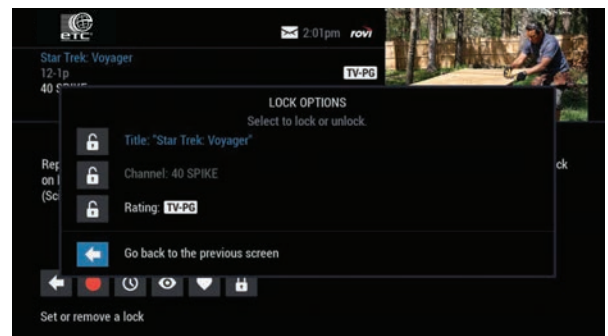 etc
2:01pm rovi
Star Trek: Voyager
12-1p
TV-PG
40
LOCK OPTIONS
Select to lock or unlock.
Title: "Star Trek: Voyager"
Channel: 40 SPIKE
Rating: TV-PG
Go back to the previous screen
Set or remove a lock